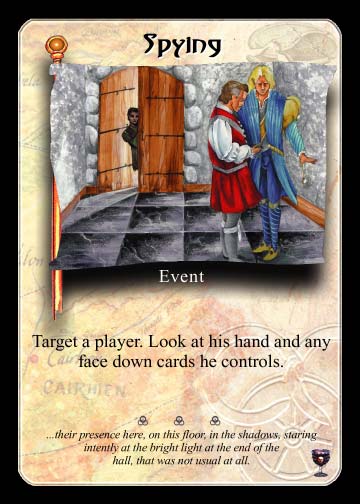 Spying
Event
Target a player. Look at his hand and any
face down cards he controls.
Cairhien
CAIRHIEN
...their presence here, on this floor, in the shadows, staring
intently at the bright light at the end of the
hall, that was not usual at all.